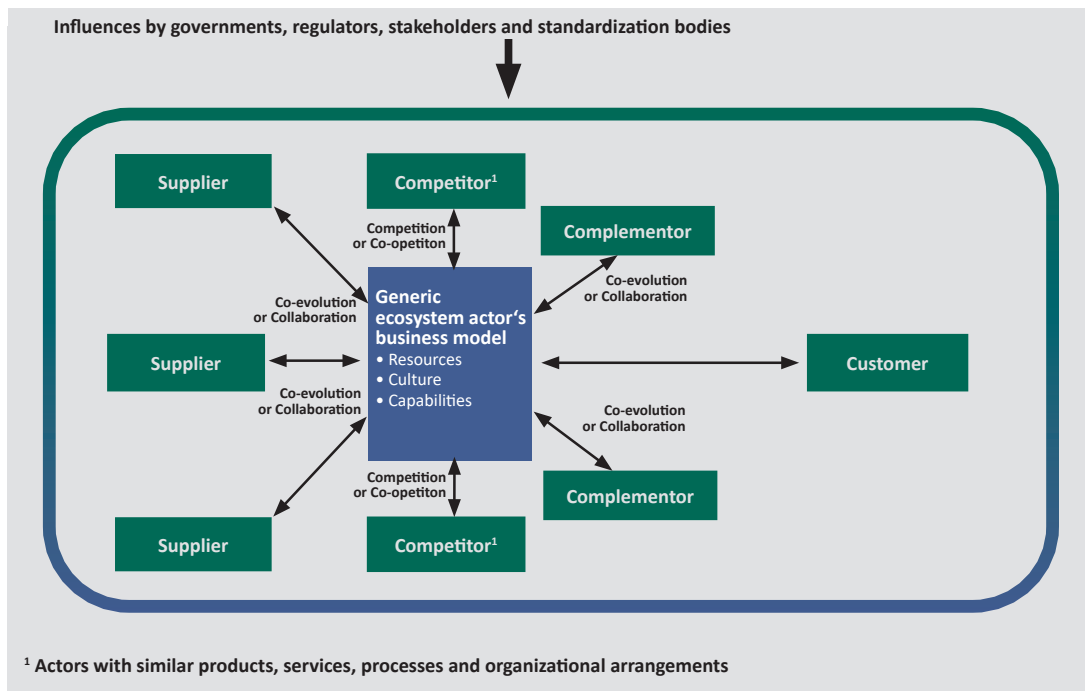 Influences by governments, regulators, stakeholders and standardization bodies
Supplier
Competitor¹
Complementor
Competition
or Co-opetiton
Co-evolution
or Collaboration
Co-evolution
or Collaboration
Generic
ecosystem actor‘s
business model
• Resources
• Culture
• Capabilities
Supplier
Customer
Co-evolution
or Collaboration
Co-evolution
or Collaboration
Competition
or Co-opetiton
Complementor
Supplier
Competitor¹
¹ Actors with similar products, services, processes and organizational arrangements